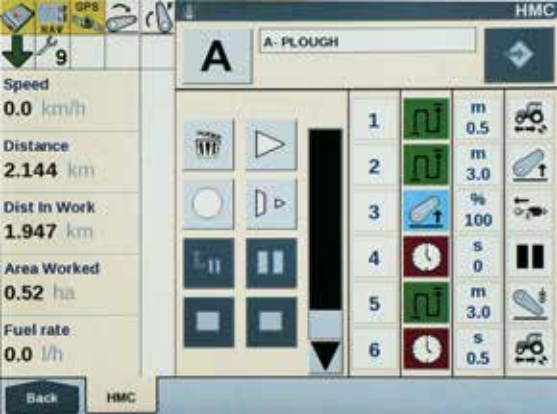 GPS
NAV
HMC
9
A
A- PLOUGH
Speed
0.0 km/h
Distance
2.144 km
Dist In Work
1.947 km
Area Worked
0.52 ha
Fuel rate
0.0 l/h
1
m
0.5
2
m
3.0
3
%
100
4
s
0
5
m
3.0
6
s
0.5
Back
HMC